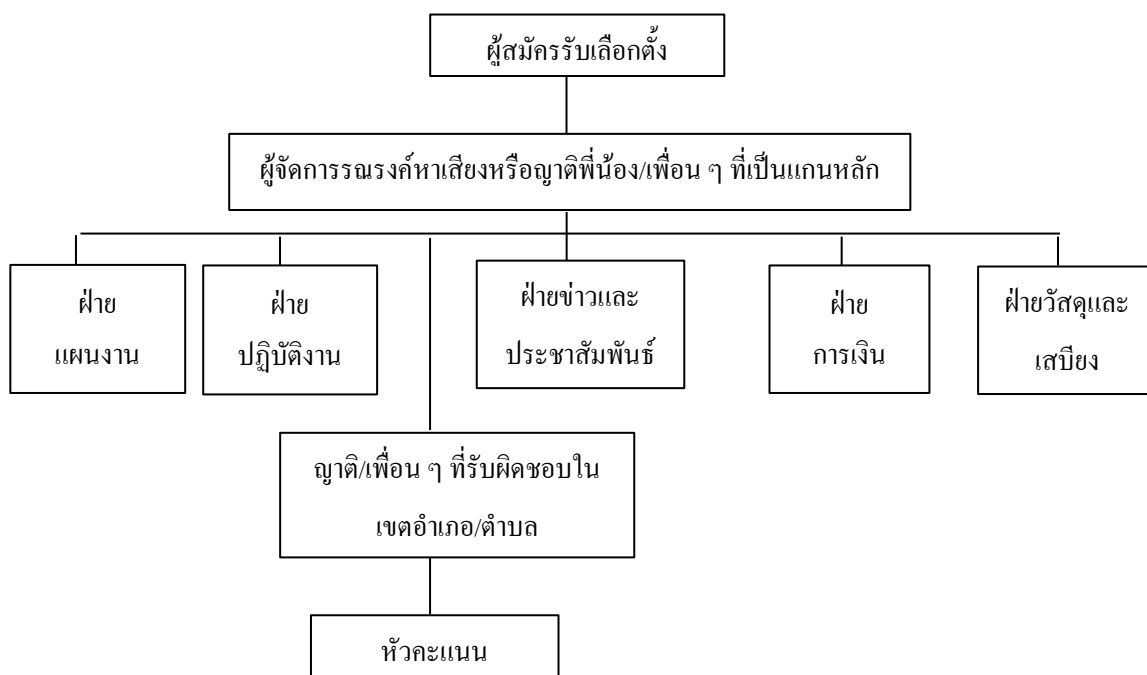 ผู้สมัครรับเลือกตั้ง
ผู้จัดการรณรงค์หาเสียงหรือญาติพี่น้อง/เพื่อน ๆ ที่เป็นแกนหลัก
ฝ่าย
แผนงาน
ฝ่าย
ปฏิบัติงาน
ฝ่ายข่าวและ
ประชาสัมพันธ์
ฝ่าย
การเงิน
ฝ่ายวัสดุและ
เสบียง
ญาติ/เพื่อน ๆ ที่รับผิดชอบใน
เขตอำเภอ/ตำบล
หัวคะแนน